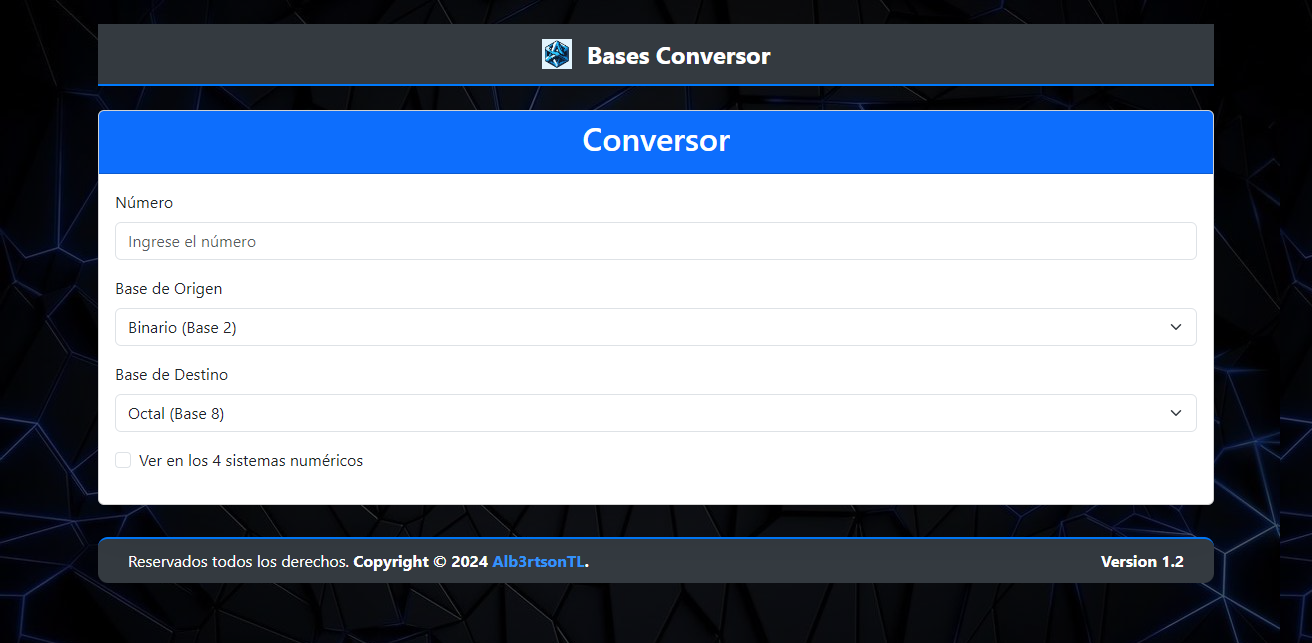 Bases Conversor
Conversor
Número
Ingrese el número
Base de Origen
Binario (Base 2)
Base de Destino
Octal (Base 8)
Ver en los 4 sistemas numéricos
Reservados todos los derechos. Copyright © 2024 Alb3rtsonTL. Version 1.2